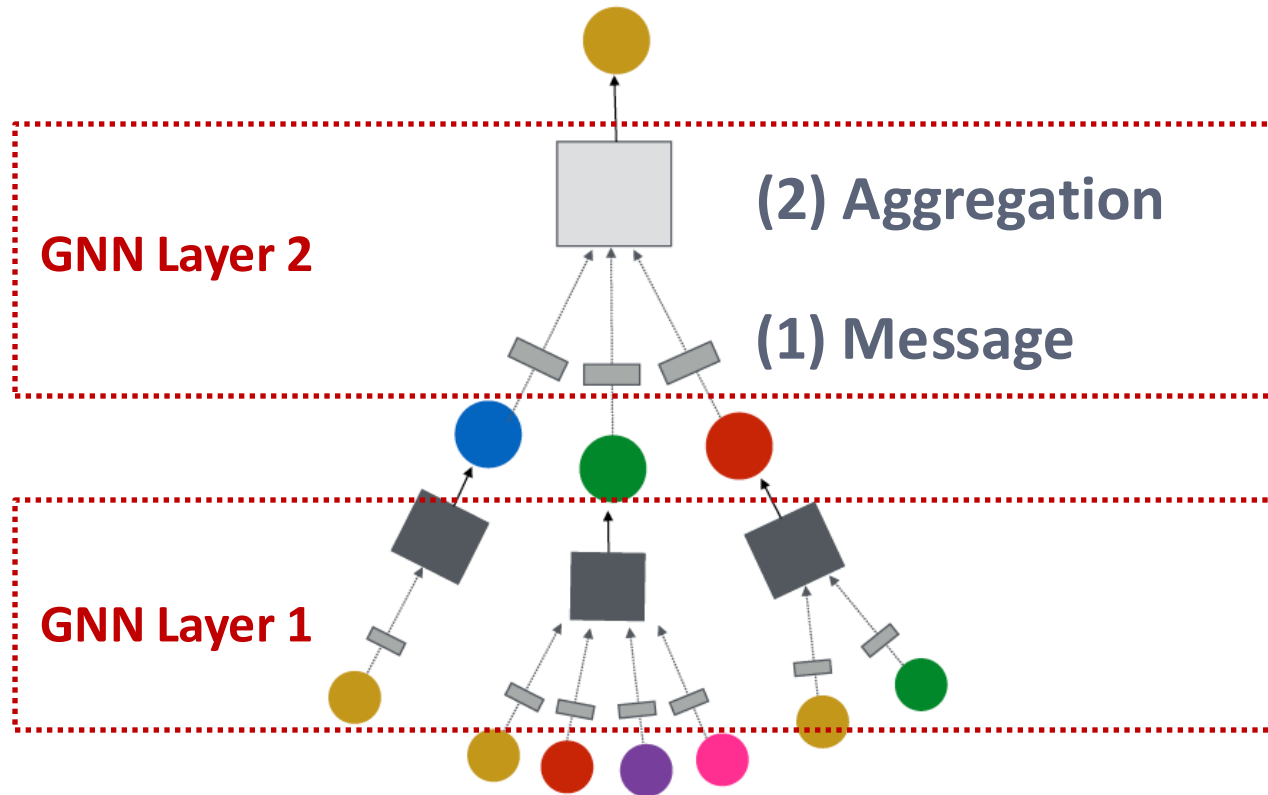 (2) Aggregation
GNN Layer 2
(1) Message
GNN Layer 1